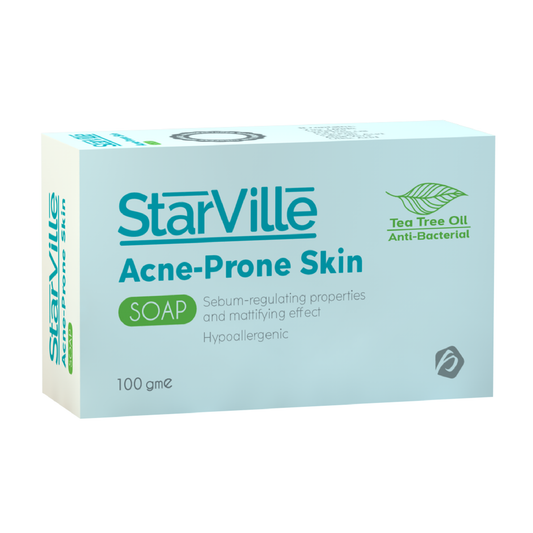 StarVille
Acne-Prone Skin
SOAP
Sebum-regulating properties
and mattifying effect
Hypoallergenic
100 gme
Tea Tree Oil
Anti-Bacterial
StarVille
Acne-Prone Skin
SOAP